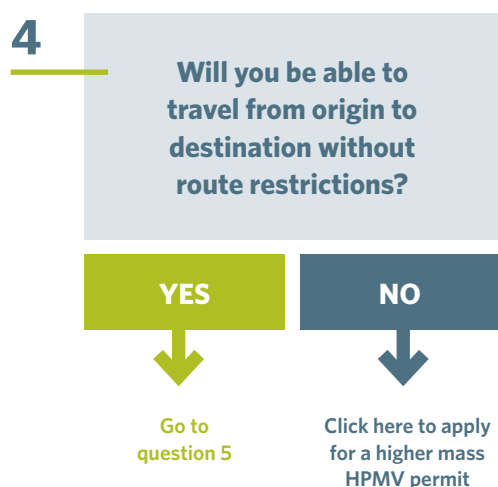 4
Will you be able to
travel from origin to
destination without
route restrictions?
YES
NO
Go to
question 5
Click here to apply
for a higher mass
HPMV permit